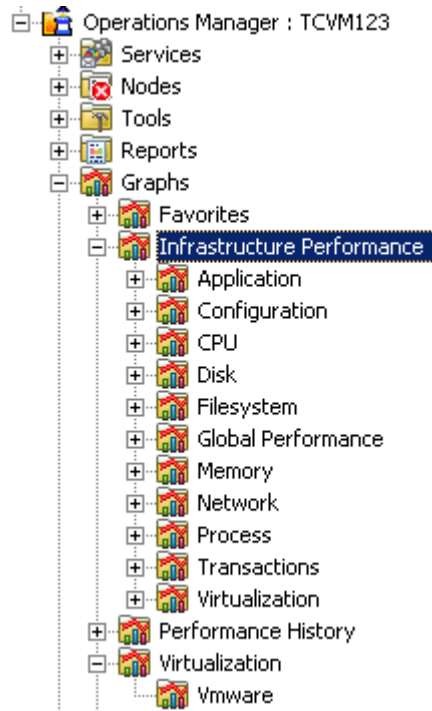 Operations Manager : TCVM123
Services
Nodes
Tools
Reports
Graphs
Favorites
Infrastructure Performance
Application
Configuration
CPU
Disk
Filesystem
Global Performance
Memory
Network
Process
Transactions
Virtualization
Performance History
Virtualization
Vmware